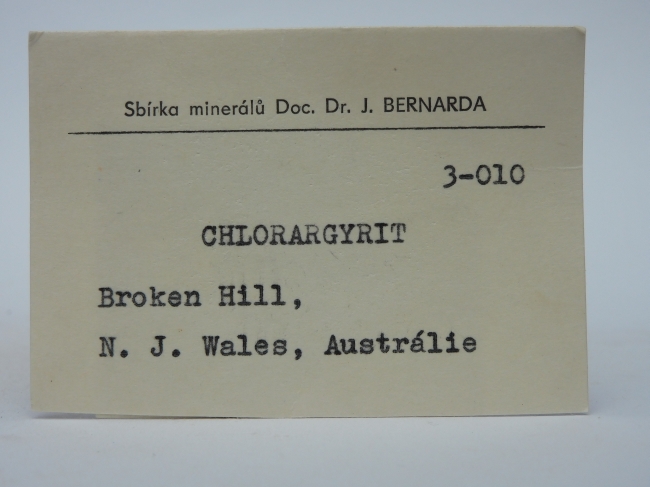 Sbírka minerálů Doc. Dr. J. BERNARDA
3-010
CHLORARGYRIT
Broken Hill,
N. J. Wales, Austrálie